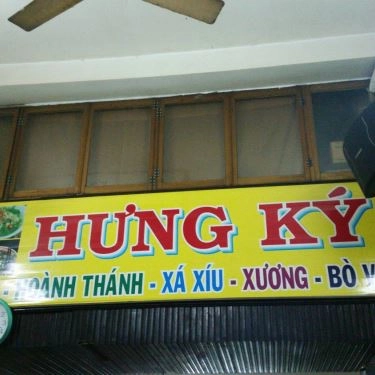 HƯNG KÝ
- HOÀNH THÁNH - XÁ XÍU - XƯƠNG - BÒ